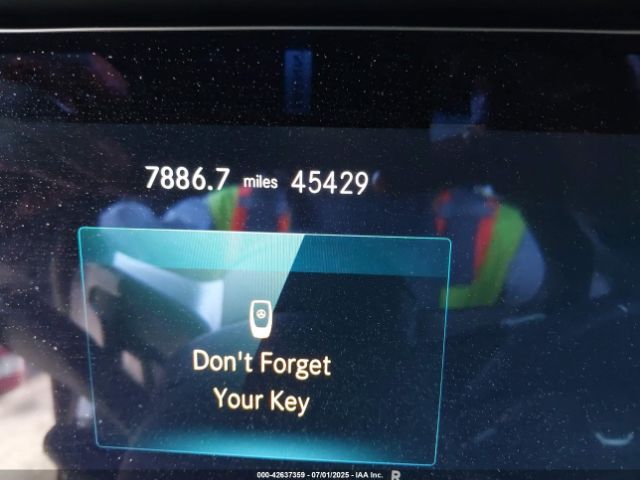 7886.7 miles 45429
Don't Forget
Your Key
000-42637359 - 07/01/2025 - IAA Inc.
R